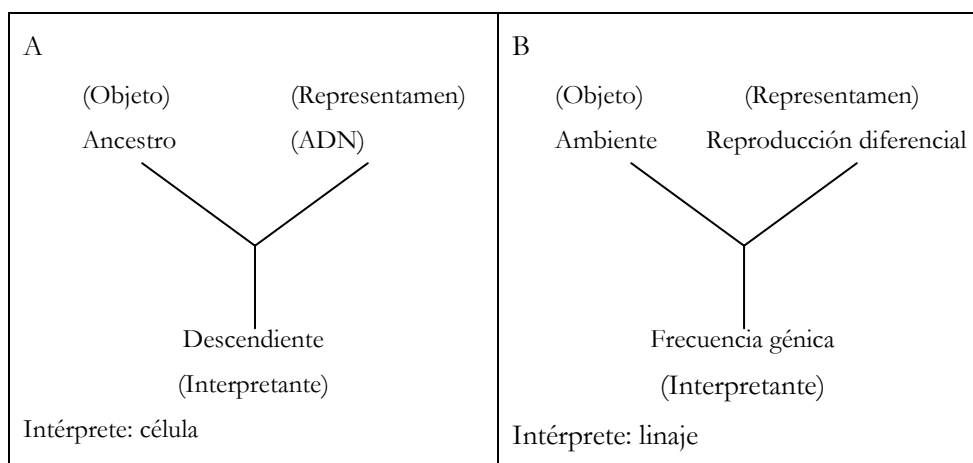 A
(Objeto) (Representamen)
Ancestro (ADN)
Descendiente
(Interpretante)
Intérprete: célula
B
(Objeto) (Representamen)
Ambiente Reproducción diferencial
Frecuencia génica
(Interpretante)
Intérprete: linaje